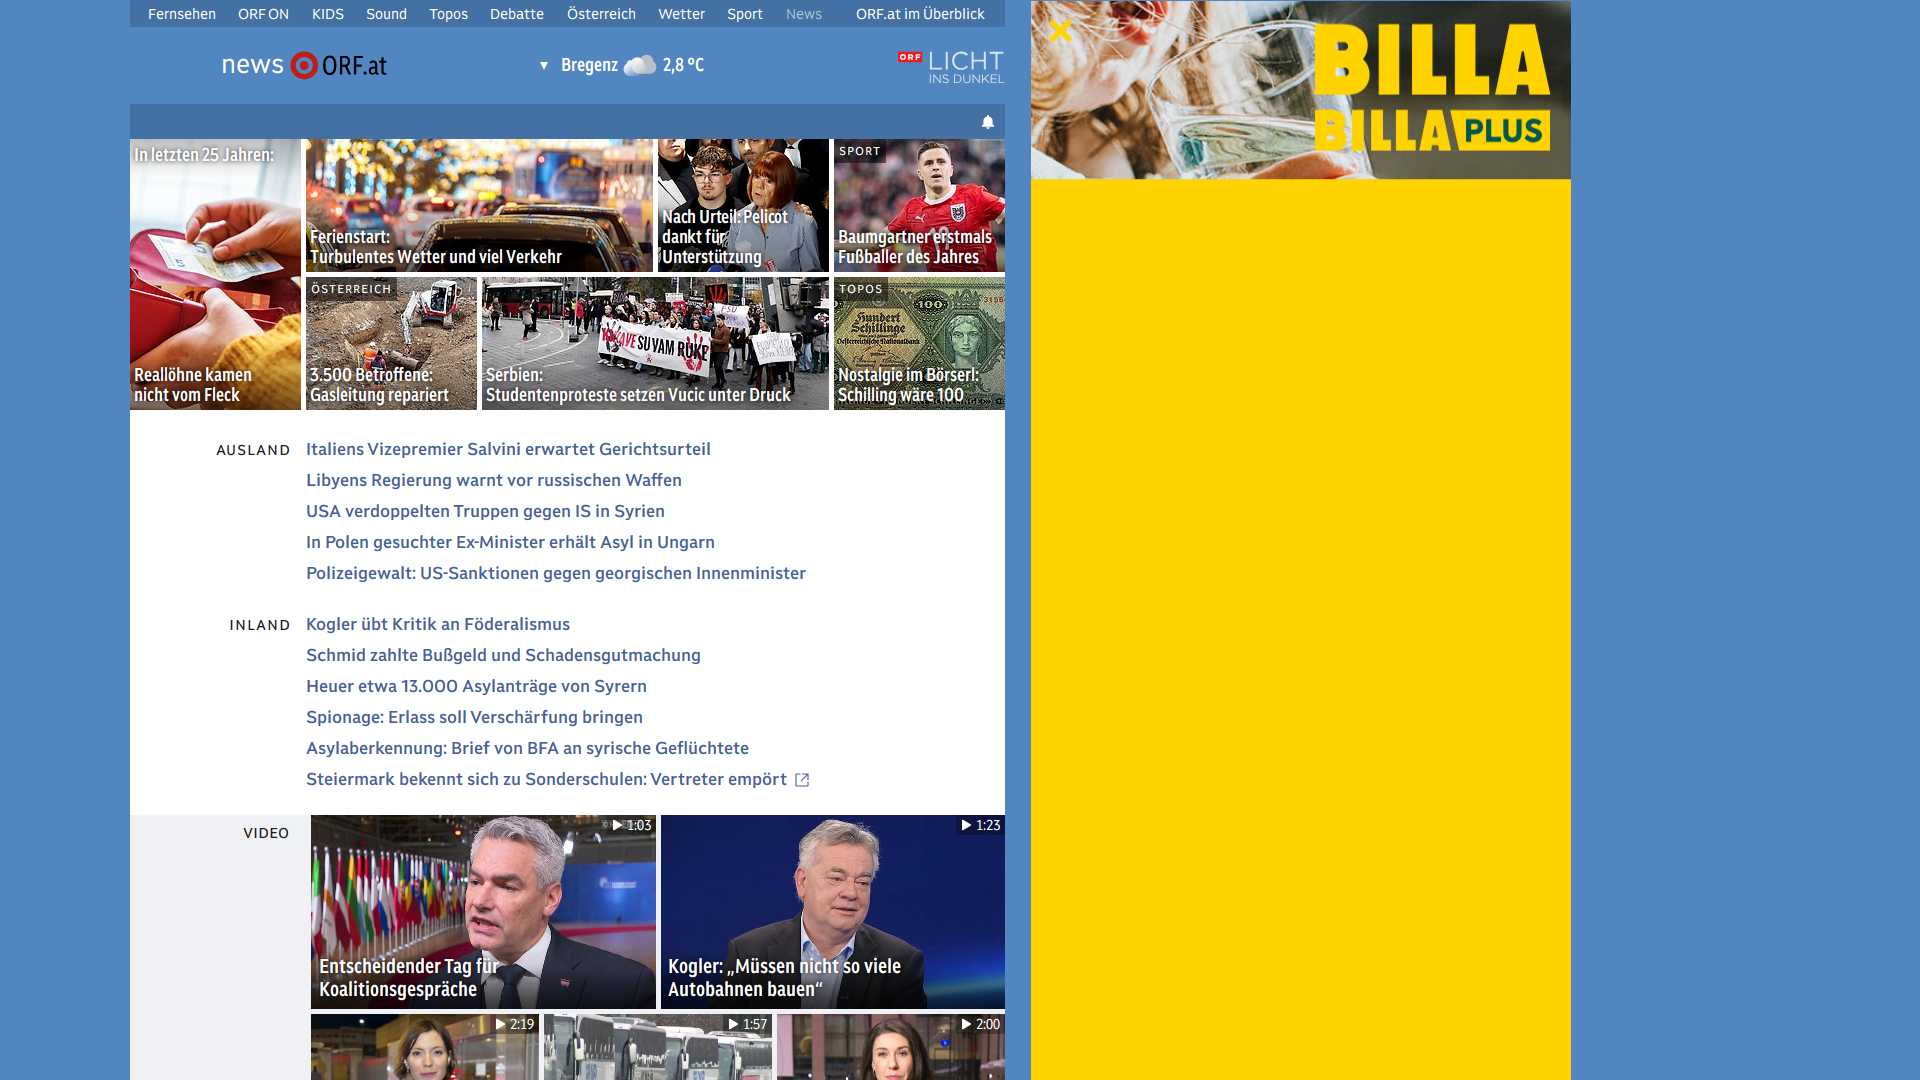 Fernsehen ORF ON KIDS Sound Topos Debatte Österreich Wetter Sport News ORF.at im Überblick
news ORF.at
▼ Bregenz 2,8 °C
ORF LICHT
INS DUNKEL
BILLA
BILLA PLUS
In letzten 25 Jahren:
Reallöhne kamen
nicht vom Fleck
Ferienstart:
Turbulentes Wetter und viel Verkehr
Nach Urteil: Pelicot
dankt für
Unterstützung
SPORT
Baumgartner erstmals
Fußballer des Jahres
ÖSTERREICH
3.500 Betroffene:
Gasleitung repariert
SU VAM RUKE
Serbien:
Studentenproteste setzen Vucic unter Druck
TOPOS
100
Hundert
Schillinge
Nostalgie im Börserl:
Schilling wäre 100
AUSLAND
Italiens Vizepremier Salvini erwartet Gerichtsurteil
Libyens Regierung warnt vor russischen Waffen
USA verdoppelten Truppen gegen IS in Syrien
In Polen gesuchter Ex-Minister erhält Asyl in Ungarn
Polizeigewalt: US-Sanktionen gegen georgischen Innenminister
INLAND
Kogler übt Kritik an Föderalismus
Schmid zahlte Bußgeld und Schadensgutmachung
Heuer etwa 13.000 Asylanträge von Syrern
Spionage: Erlass soll Verschärfung bringen
Asylaberkennung: Brief von BFA an syrische Geflüchtete
Steiermark bekennt sich zu Sonderschulen: Vertreter empört
VIDEO
1:03
Entscheidender Tag für
Koalitionsgespräche
1:23
Kogler: „Müssen nicht so viele
Autobahnen bauen“
2:19
1:57
2:00